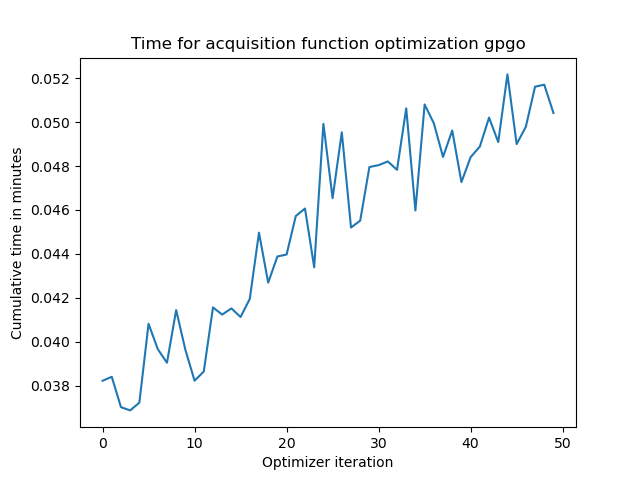 Time for acquisition function optimization gpgo
0.052
0.050
0.048
0.046
0.044
0.042
0.040
0.038
Cumulative time in minutes
0 10 20 30 40 50
Optimizer iteration